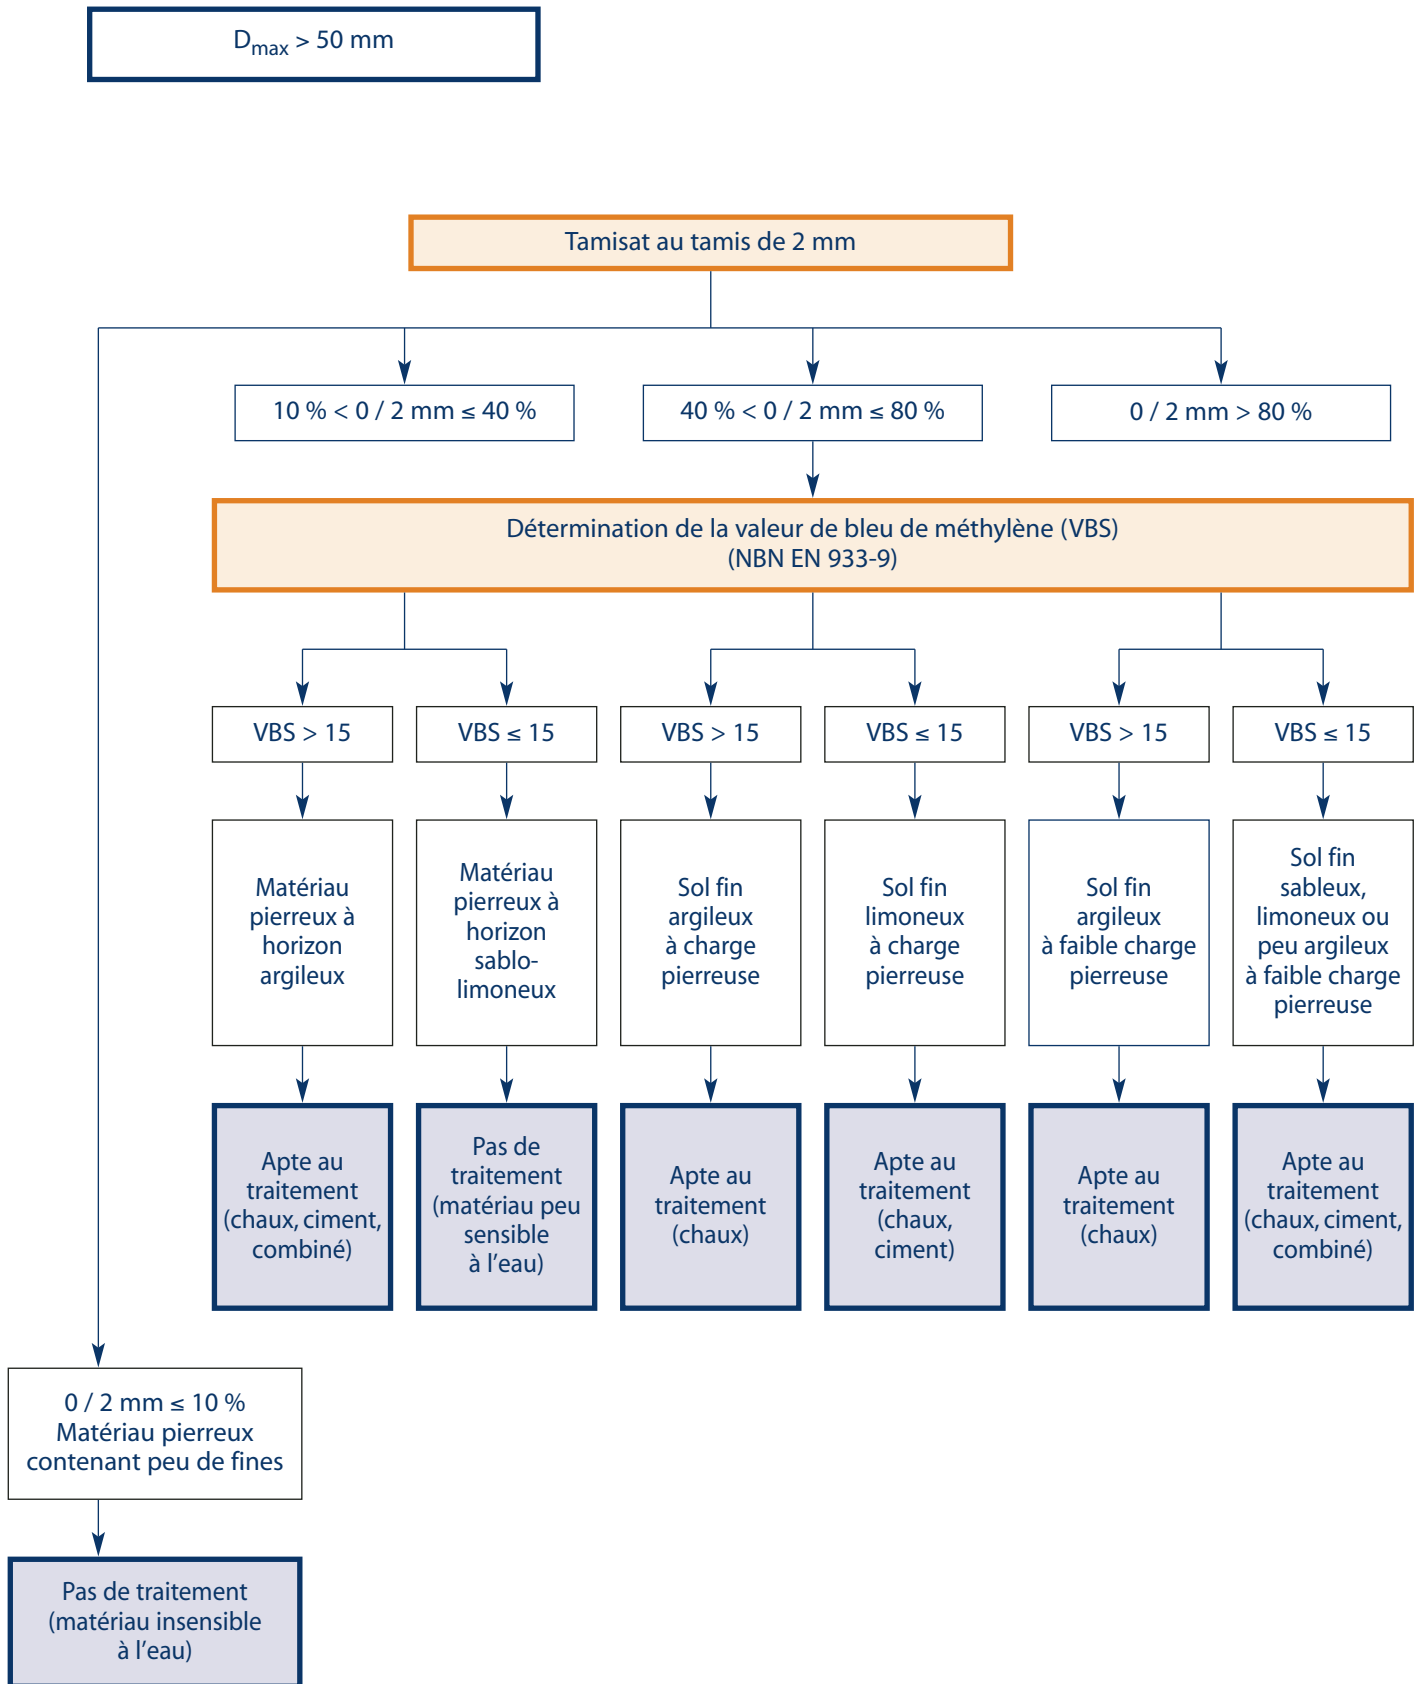 Dmax > 50 mm
Tamisat au tamis de 2 mm
10 % < 0 / 2 mm ≤ 40 %
40 % < 0 / 2 mm ≤ 80 %
0 / 2 mm > 80 %
Détermination de la valeur de bleu de méthylène (VBS)
(NBN EN 933-9)
VBS > 15
VBS ≤ 15
VBS > 15
VBS ≤ 15
VBS > 15
VBS ≤ 15
Matériau
pierreux à
horizon
argileux
Matériau
pierreux à
horizon
sablo-
limoneux
Sol fin
argileux
à charge
pierreuse
Sol fin
limoneux
à charge
pierreuse
Sol fin
argileux
à faible charge
pierreuse
Sol fin
sableux,
limoneux ou
peu argileux
à faible charge
pierreuse
Apte au
traitement
(chaux, ciment,
combiné)
Pas de
traitement
(matériau peu
sensible
à l'eau)
Apte au
traitement
(chaux)
Apte au
traitement
(chaux,
ciment)
Apte au
traitement
(chaux)
Apte au
traitement
(chaux, ciment,
combiné)
0 / 2 mm ≤ 10 %
Matériau pierreux
contenant peu de fines
Pas de traitement
(matériau insensible
à l'eau)